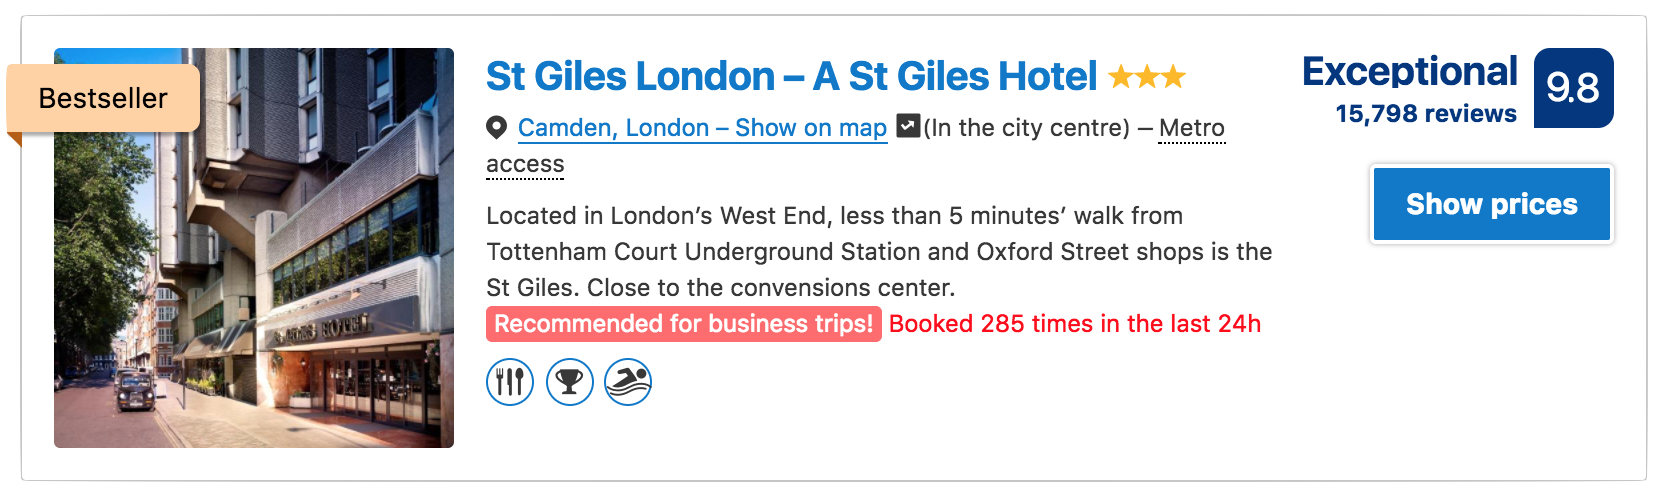 Bestseller
St Giles London – A St Giles Hotel
Camden, London – Show on map (In the city centre) – Metro
access
Located in London’s West End, less than 5 minutes’ walk from
Tottenham Court Underground Station and Oxford Street shops is the
St Giles. Close to the convensions center.
Recommended for business trips! Booked 285 times in the last 24h
Exceptional
15,798 reviews
9.8
Show prices
ST GILES HOTEL